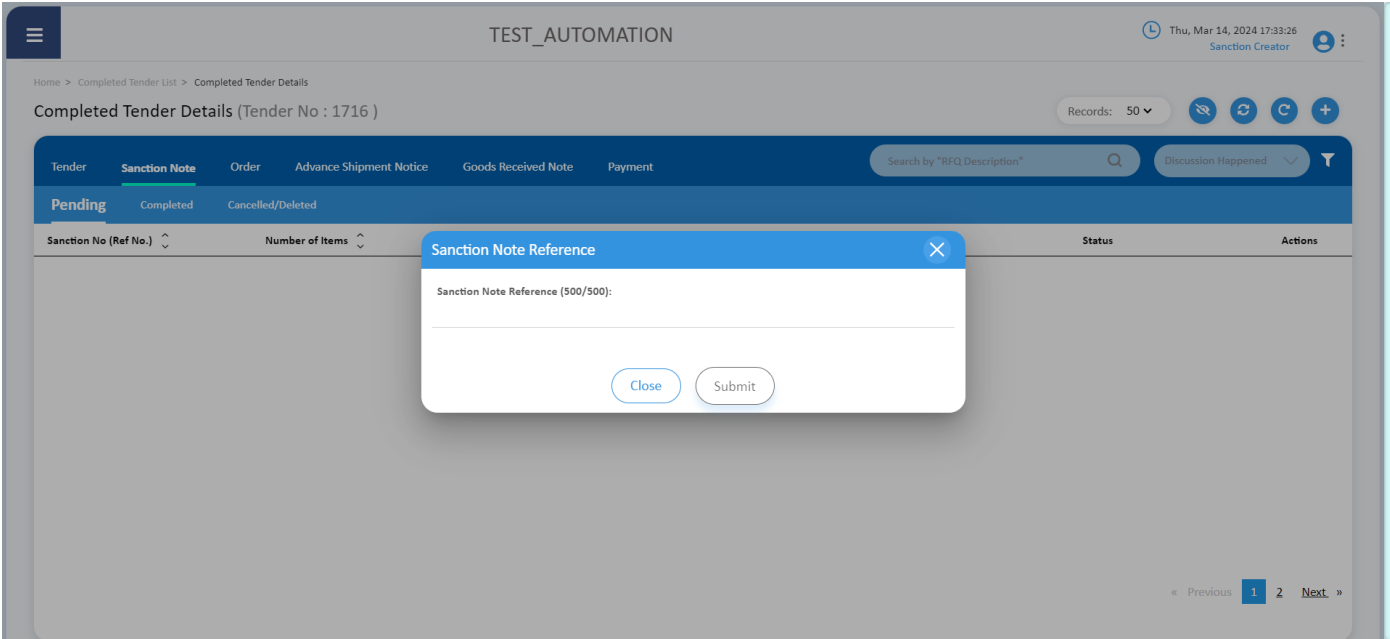 TEST_AUTOMATION
Thu, Mar 14, 2024 17:33:26
Sanction Creator
Home > Completed Tender List > Completed Tender Details
Completed Tender Details (Tender No : 1716 )
Records: 50
Tender Sanction Note Order Advance Shipment Notice Goods Received Note Payment
Search by "RFQ Description"
Discussion Happened
Pending Completed Cancelled/Deleted
Sanction No (Ref No.) Number of Items Status Actions
Sanction Note Reference
Sanction Note Reference (500/500):
Close Submit
« Previous 1 2 Next »